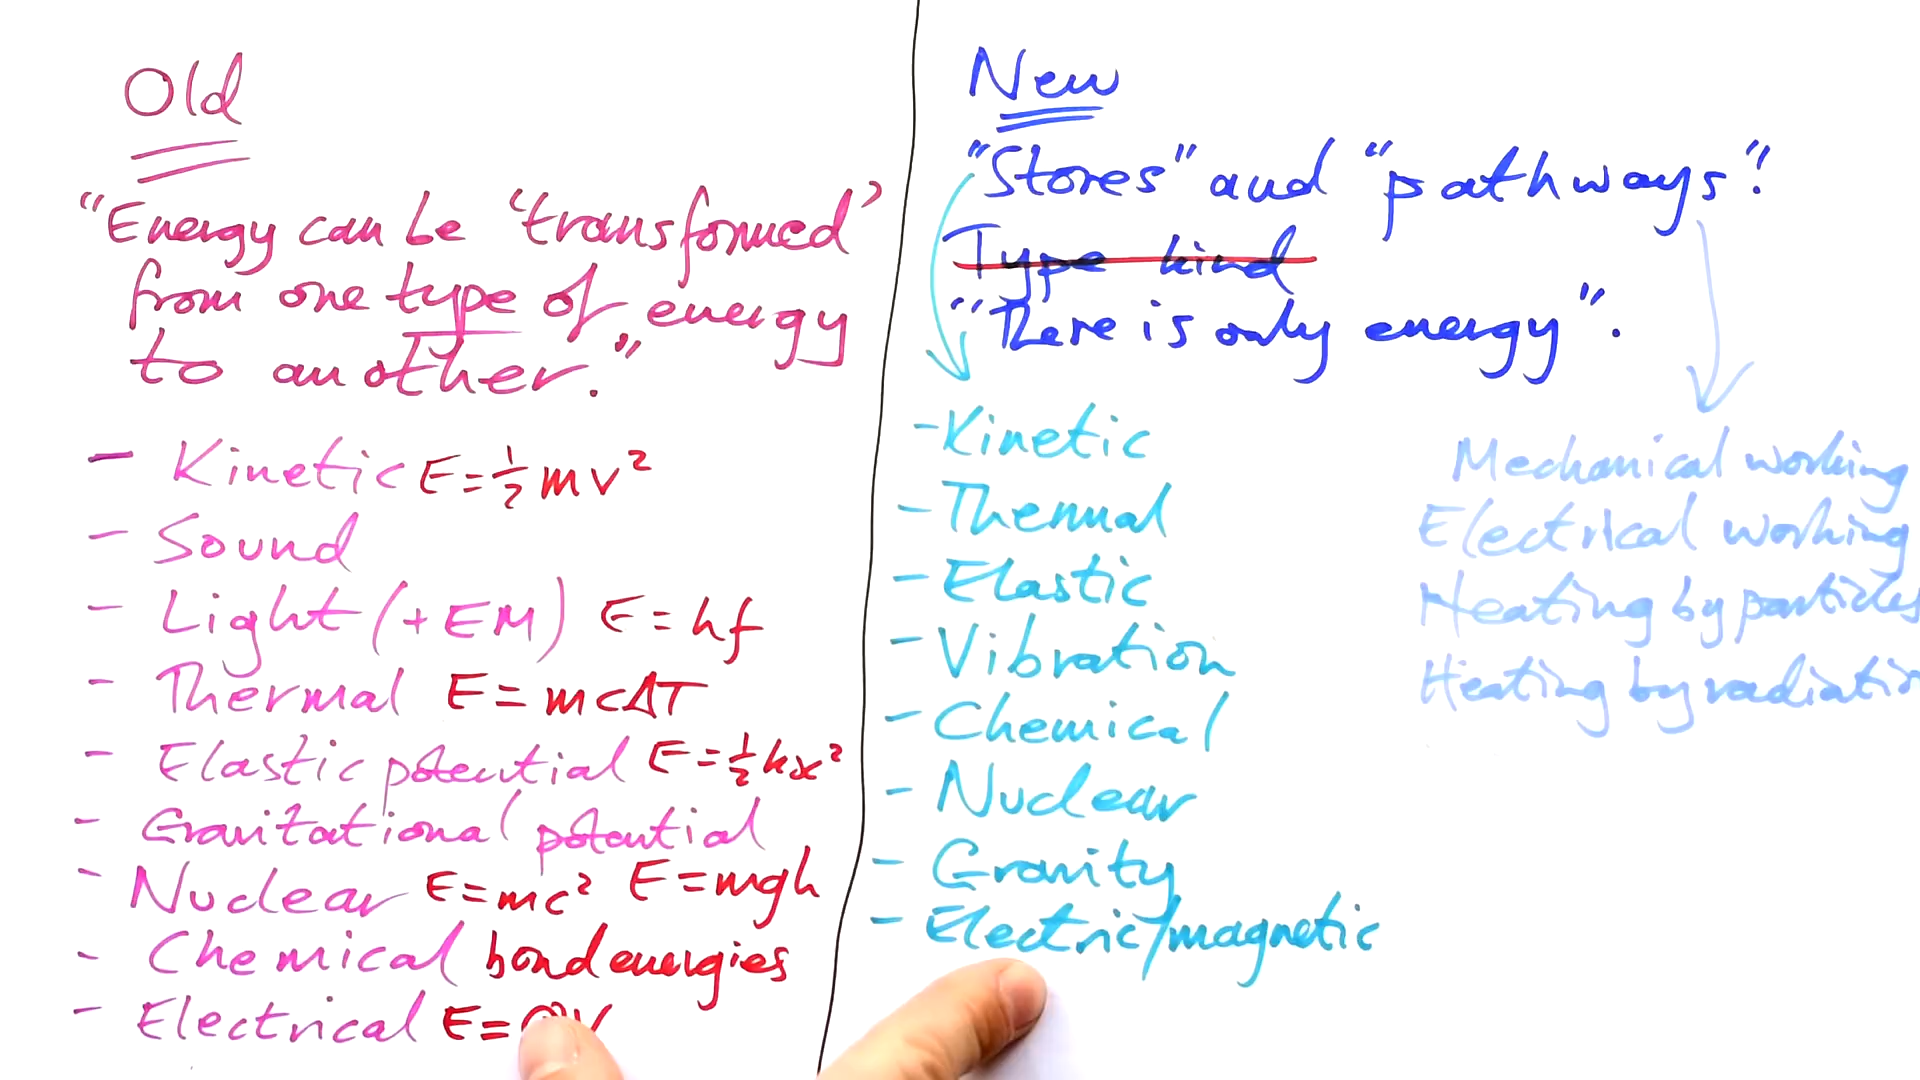 Old
"Energy can be 'transformed'
from one type of energy
to another."
- Kinetic E=½mv²
- Sound
- Light (+EM) E=hf
- Thermal E=mcΔT
- Elastic potential E=½kx²
- Gravitational potential
- Nuclear E=mc² E=mgh
- Chemical bond energies
- Electrical E=QV
New
"Stores" and "pathways"!
Type kind
"There is only energy".
- Kinetic
- Thermal
- Elastic
- Vibration
- Chemical
- Nuclear
- Gravity
- Electric/magnetic
Mechanical working
Electrical working
Heating by particles
Heating by radiatio